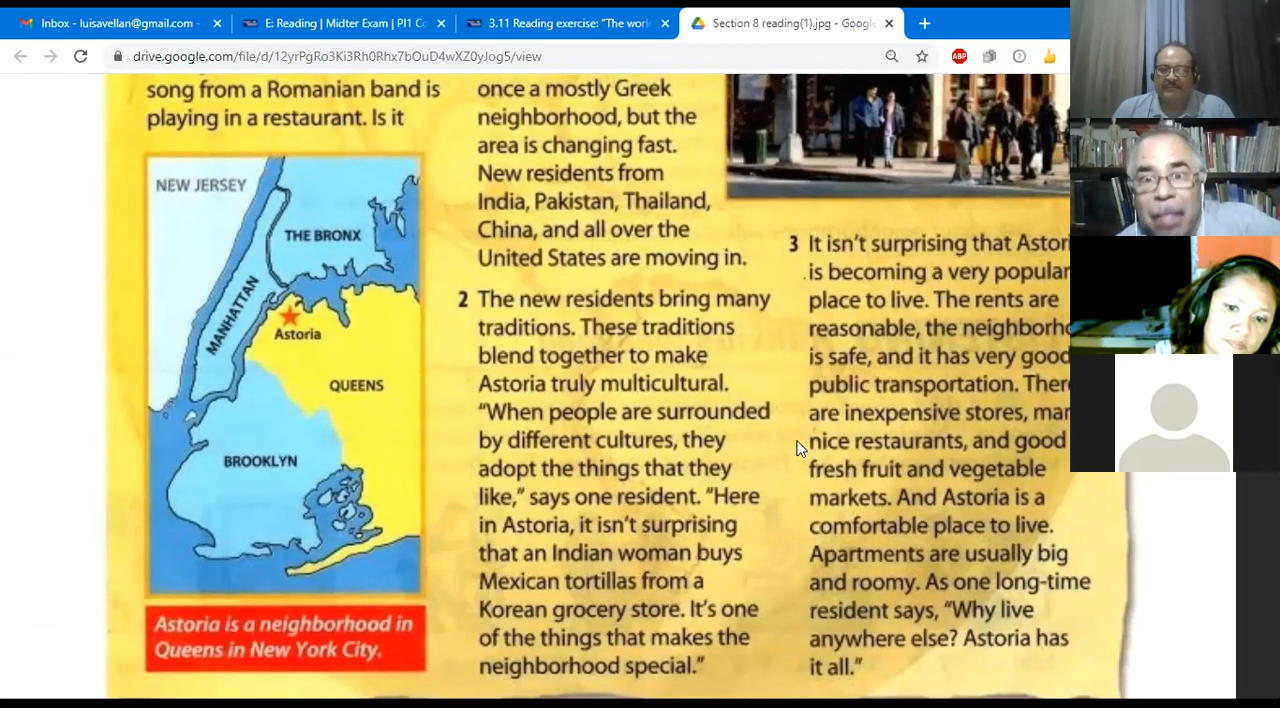 Inbox - luisavellan@gmail.com -
E: Reading | Midter Exam | PI1 Co
3.11 Reading exercise: "The worl
Section 8 reading(1).jpg - Googl
drive.google.com/file/d/12yrPgRo3Ki3Rh0Rhx7bOuD4wXZ0yJog5/view
ABP
song from a Romanian band is
playing in a restaurant. Is it
NEW JERSEY
THE BRONX
MANHATTAN
Astoria
QUEENS
BROOKLYN
Astoria is a neighborhood in
Queens in New York City.
once a mostly Greek
neighborhood, but the
area is changing fast.
New residents from
India, Pakistan, Thailand,
China, and all over the
United States are moving in.
2 The new residents bring many
traditions. These traditions
blend together to make
Astoria truly multicultural.
“When people are surrounded
by different cultures, they
adopt the things that they
like,” says one resident. “Here
in Astoria, it isn't surprising
that an Indian woman buys
Mexican tortillas from a
Korean grocery store. It's one
of the things that makes the
neighborhood special.”
3 It isn't surprising that Astori
is becoming a very popular
place to live. The rents are
reasonable, the neighborho
is safe, and it has very good
public transportation. Ther
are inexpensive stores, mar
nice restaurants, and good
fresh fruit and vegetable
markets. And Astoria is a
comfortable place to live.
Apartments are usually big
and roomy. As one long-time
resident says, “Why live
anywhere else? Astoria has
it all.”